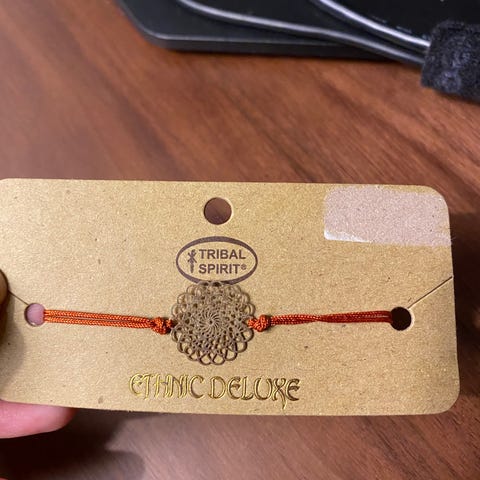 TRIBAL
SPIRIT®
ETHNIC DELUXE